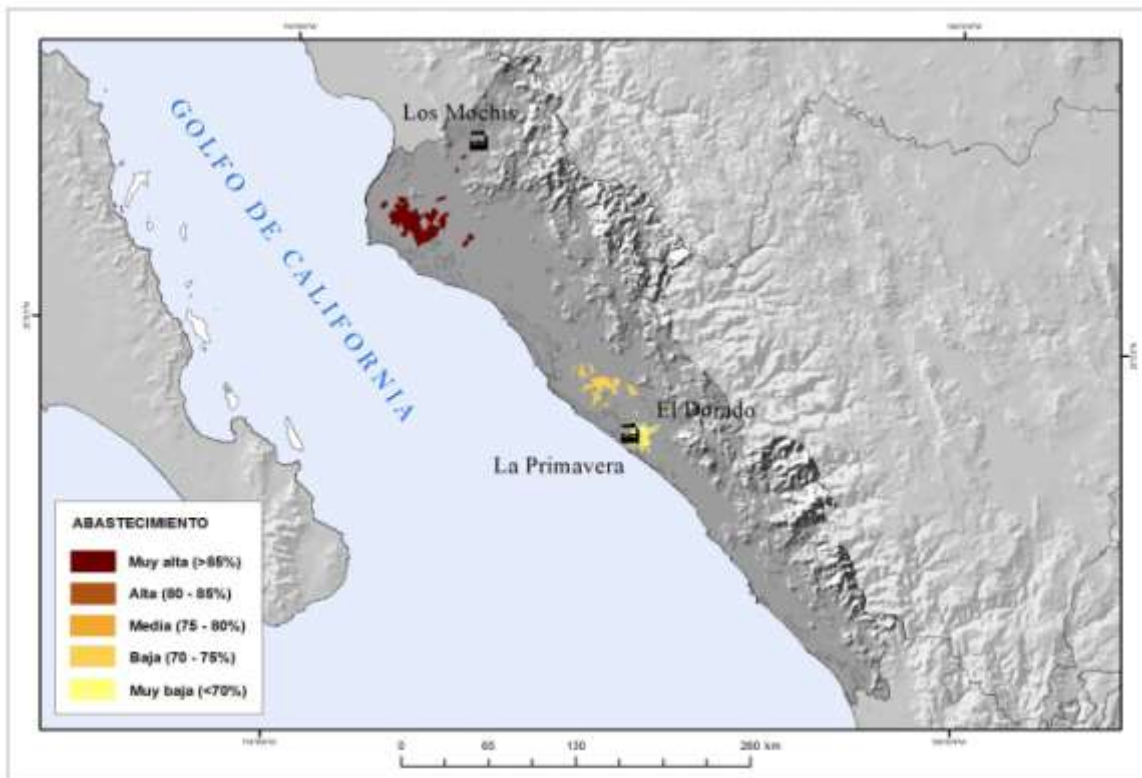 Los Mochis
GOLFO DE CALIFORNIA
El Dorado
La Primavera
ABASTECIMIENTO
Muy alta (>85%)
Alta (80 - 85%)
Media (75 - 80%)
Baja (70 - 75%)
Muy baja (<70%)
0 65 130 260 km